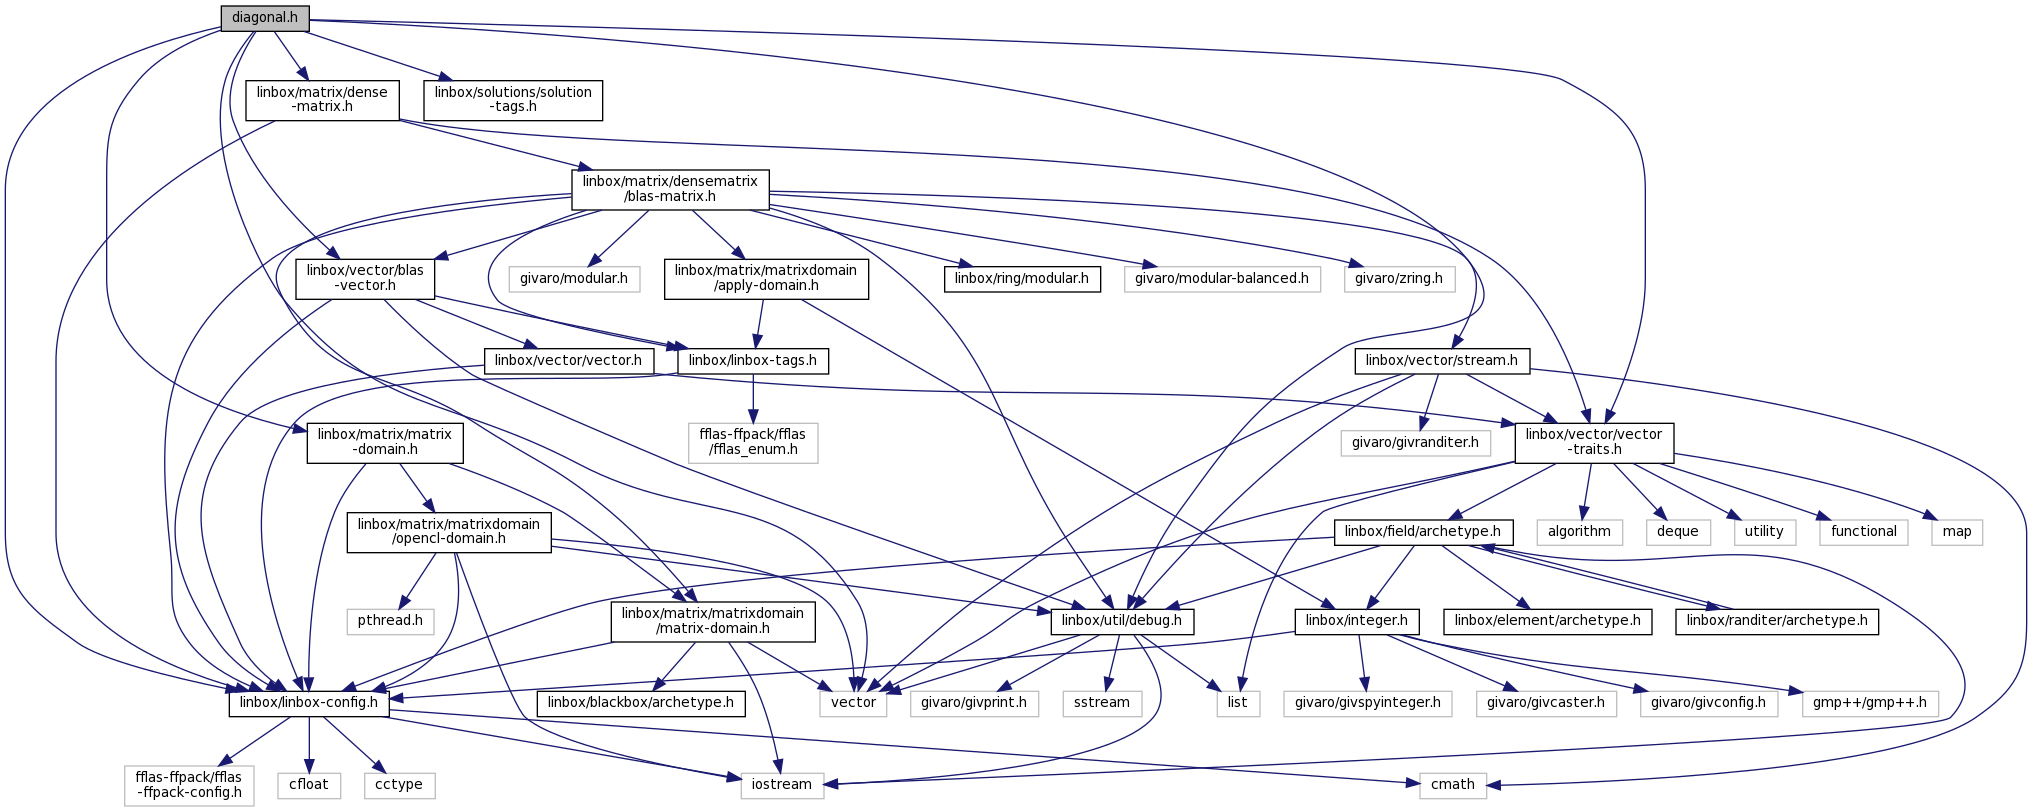 diagonal.h
linbox/matrix/dense
-matrix.h
linbox/solutions/solution
-tags.h
linbox/matrix/densematrix
/blas-matrix.h
linbox/vector/blas
-vector.h
givaro/modular.h
linbox/matrix/matrixdomain
/apply-domain.h
linbox/ring/modular.h
givaro/modular-balanced.h
givaro/zring.h
linbox/vector/vector.h
linbox/linbox-tags.h
linbox/vector/stream.h
linbox/matrix/matrix
-domain.h
fflas-ffpack/fflas
/fflas_enum.h
givaro/givranditer.h
linbox/vector/vector
-traits.h
linbox/matrix/matrixdomain
/opencl-domain.h
linbox/field/archetype.h
algorithm
deque
utility
functional
map
pthread.h
linbox/matrix/matrixdomain
/matrix-domain.h
linbox/util/debug.h
linbox/integer.h
linbox/element/archetype.h
linbox/randiter/archetype.h
linbox/linbox-config.h
linbox/blackbox/archetype.h
vector
givaro/givprint.h
sstream
list
givaro/givspyinteger.h
givaro/givcaster.h
givaro/givconfig.h
gmp++/gmp++.h
fflas-ffpack/fflas
-ffpack-config.h
cfloat
cctype
iostream
cmath